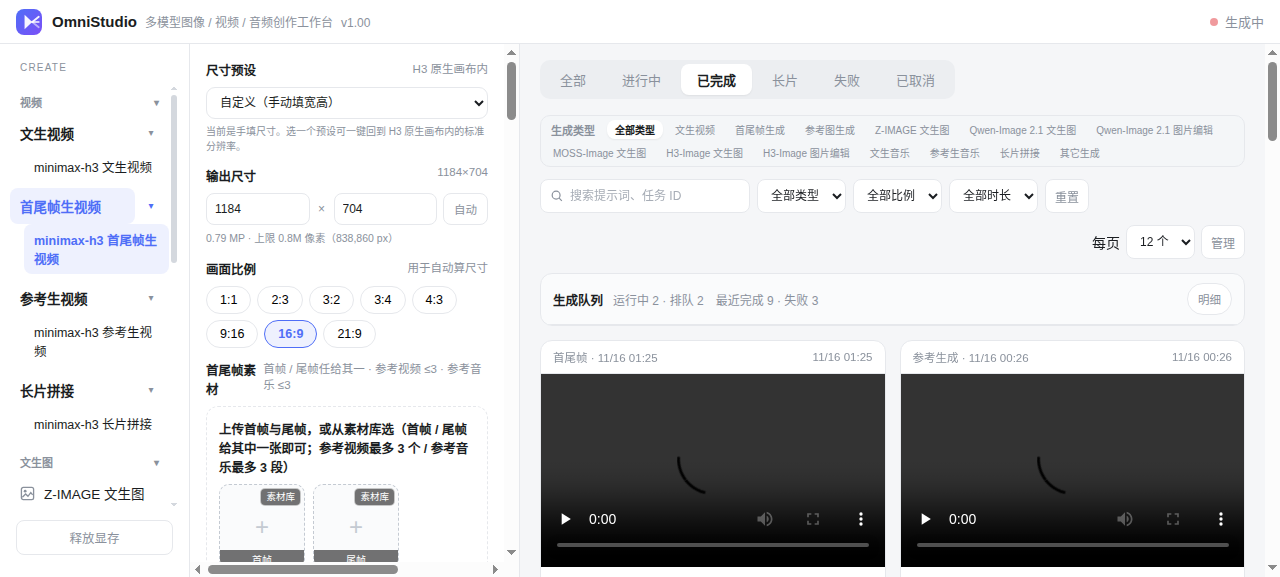 OmniStudio 多模型图像 / 视频 / 音频创作工作台 v1.00
生成中
CREATE
视频
文生视频
minimax-h3 文生视频
首尾帧生视频
minimax-h3 首尾帧生
视频
参考生视频
minimax-h3 参考生视
频
长片拼接
minimax-h3 长片拼接
文生图
Z-IMAGE 文生图
释放显存
尺寸预设 H3 原生画布内
自定义（手动填宽高）
当前是手填尺寸。选一个预设可一键回到 H3 原生画布内的标准
分辨率。
输出尺寸 1184×704
1184 × 704 自动
0.79 MP · 上限 0.8M 像素（838,860 px）
画面比例 用于自动算尺寸
1:1 2:3 3:2 3:4 4:3
9:16 16:9 21:9
首尾帧素
材
首帧 / 尾帧任给其一 · 参考视频 ≤3 · 参考音
乐 ≤3
上传首帧与尾帧，或从素材库选（首帧 / 尾帧
给其中一张即可；参考视频最多 3 个 / 参考音
乐最多 3 段）
素材库 素材库
+ +
首帧 尾帧
全部 进行中 已完成 长片 失败 已取消
生成类型 全部类型 文生视频 首尾帧生成 参考图生成 Z-IMAGE 文生图 Qwen-Image 2.1 文生图 Qwen-Image 2.1 图片编辑
MOSS-Image 文生图 H3-Image 文生图 H3-Image 图片编辑 文生音乐 参考生音乐 长片拼接 其它生成
搜索提示词、任务 ID 全部类型 全部比例 全部时长 重置
每页 12 个 管理
生成队列 运行中 2 · 排队 2 最近完成 9 · 失败 3 明细
首尾帧 · 11/16 01:25 11/16 01:25
参考生成 · 11/16 00:26 11/16 00:26
0:00
0:00